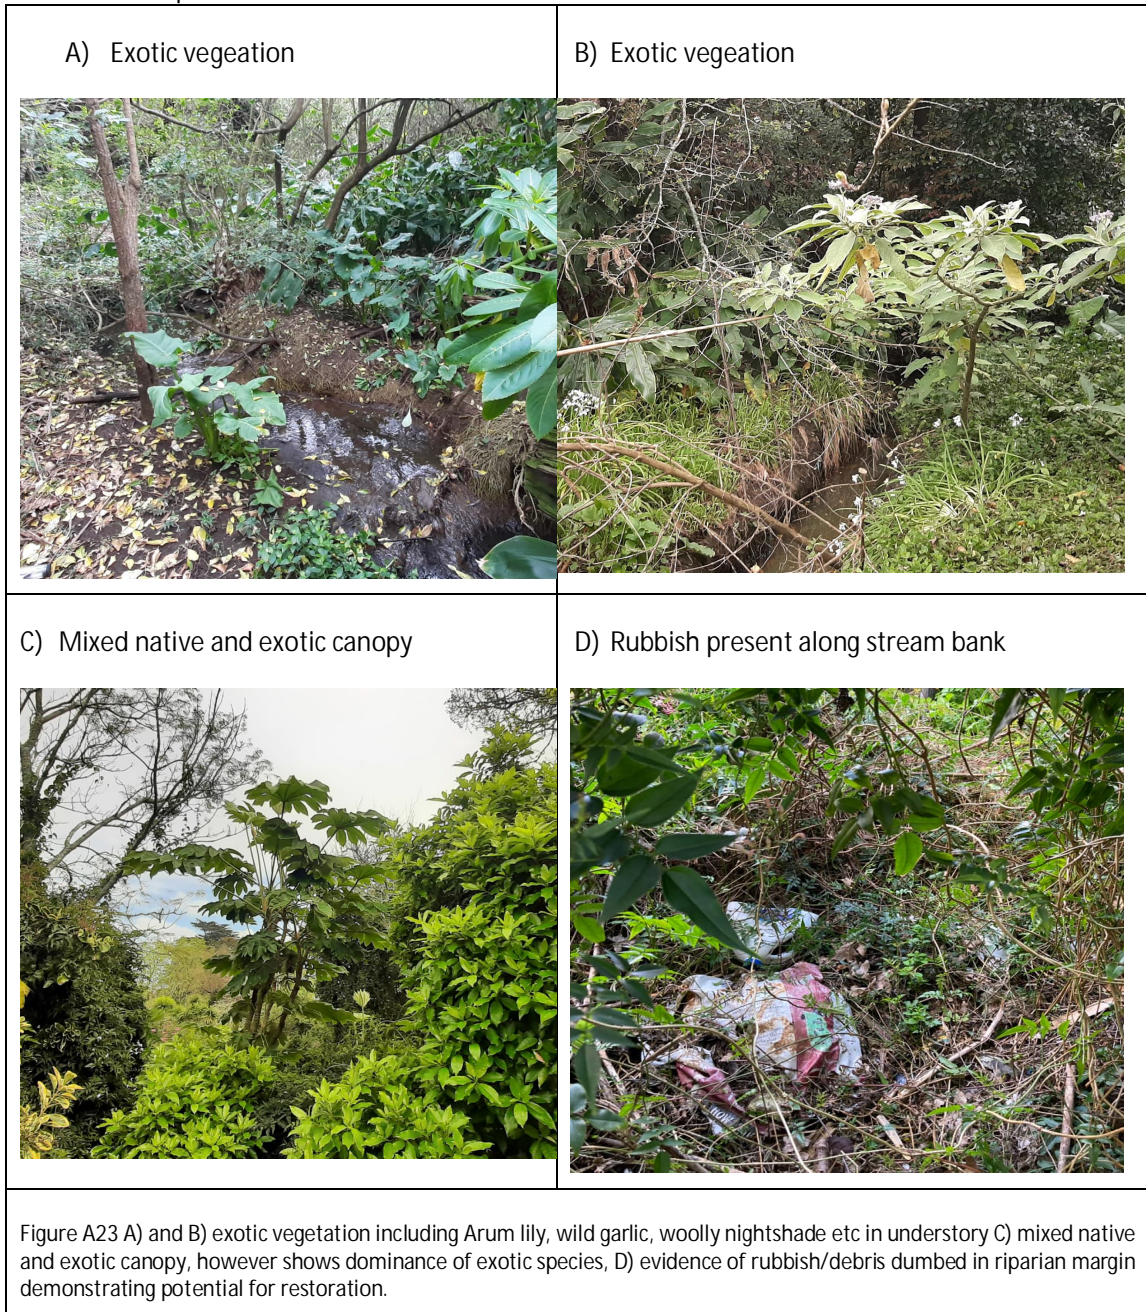 A) Exotic vegeation
B) Exotic vegeation
C) Mixed native and exotic canopy
D) Rubbish present along stream bank
Figure A23 A) and B) exotic vegetation including Arum lily, wild garlic, woolly nightshade etc in understory C) mixed native
and exotic canopy, however shows dominance of exotic species, D) evidence of rubbish/debris dumbed in riparian margin
demonstrating potential for restoration.